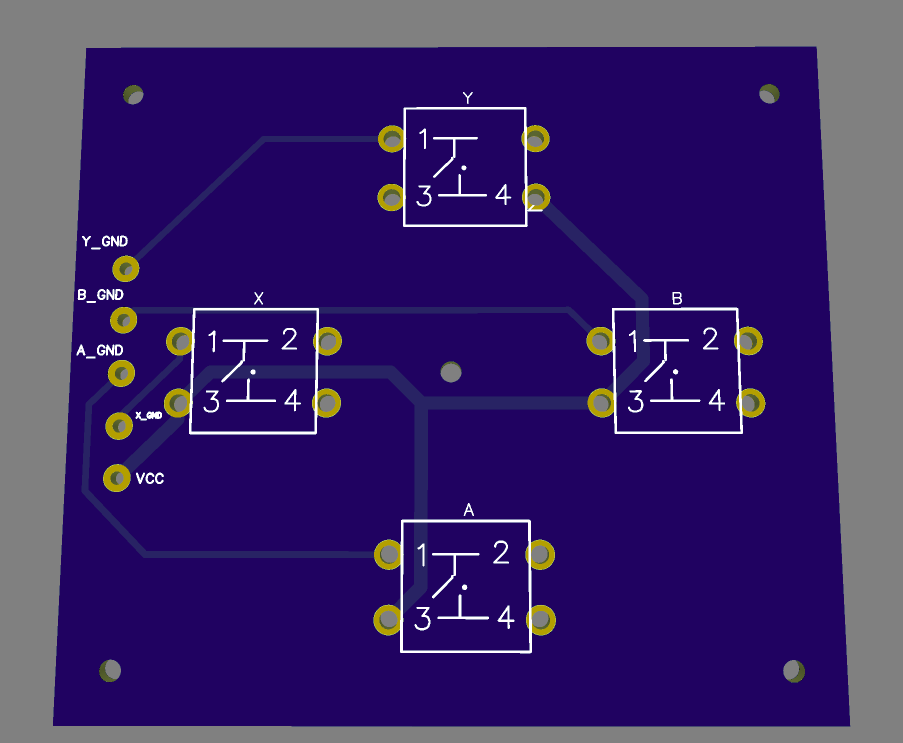 Y
1
3 4
Y_GND
B_GND
X
B
1 2
1 2
A_GND
3 4
3 4
X_GND
VCC
A
1 2
3 4